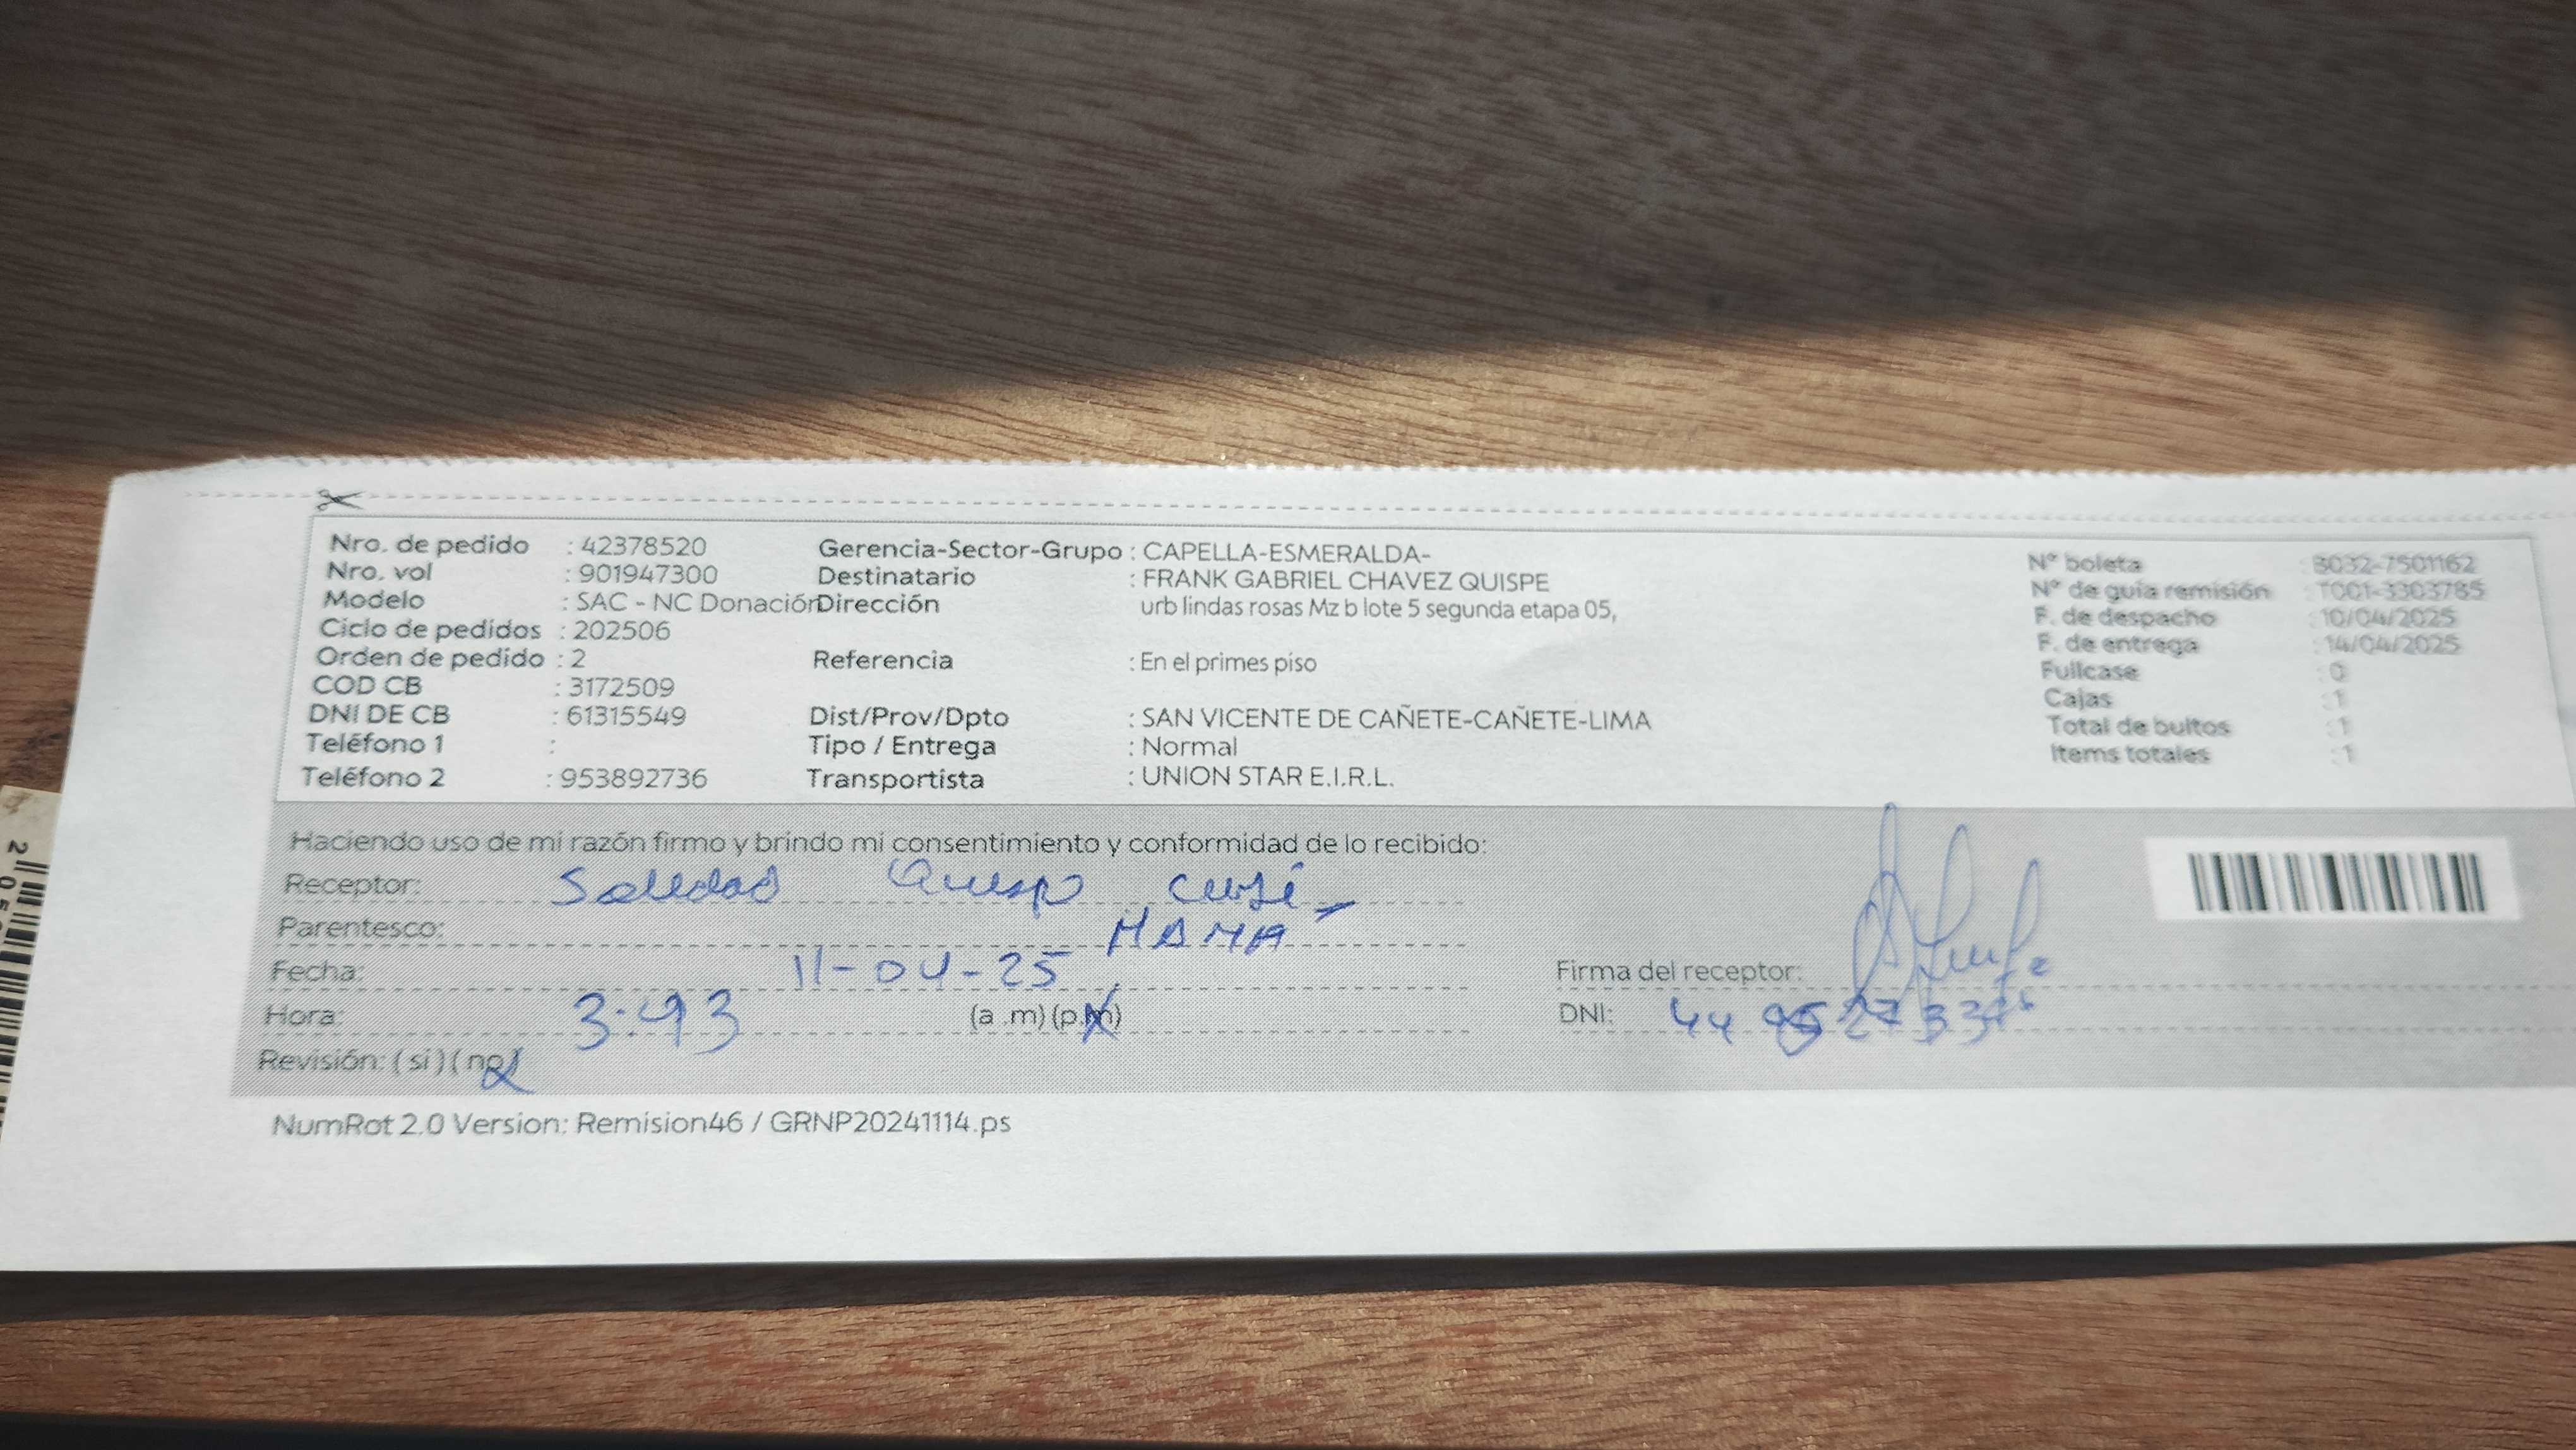 Nro. de pedido : 42378520 Gerencia-Sector-Grupo : CAPELLA-ESMERALDA- N° boleta : B032-7501162
Nro. vol : 901947300 Destinatario : FRANK GABRIEL CHAVEZ QUISPE N° de guía remisión : T001-3303785
Modelo : SAC - NC Donación Dirección urb lindas rosas Mz b lote 5 segunda etapa 05, F. de despacho : 10/04/2025
Ciclo de pedidos : 202506 F. de entrega : 14/04/2025
Orden de pedido : 2 Referencia : En el primes piso Fullcase : 0
COD CB : 3172509 Cajas : 1
DNI DE CB : 61315549 Dist/Prov/Dpto : SAN VICENTE DE CAÑETE-CAÑETE-LIMA Total de bultos : 1
Teléfono 1 : Tipo / Entrega : Normal Items totales : 1
Teléfono 2 : 953892736 Transportista : UNION STAR E.I.R.L.
Haciendo uso de mi razón firmo y brindo mi consentimiento y conformidad de lo recibido:
Receptor: Soledad Quisp
Parentesco: MAMA
Fecha: 11-04-25 Firma del receptor:
Hora: 3:43 (a .m) (p.m) DNI:
Revisión: ( si ) ( no )
NumRot 2.0 Version: Remision46 / GRNP20241114.ps